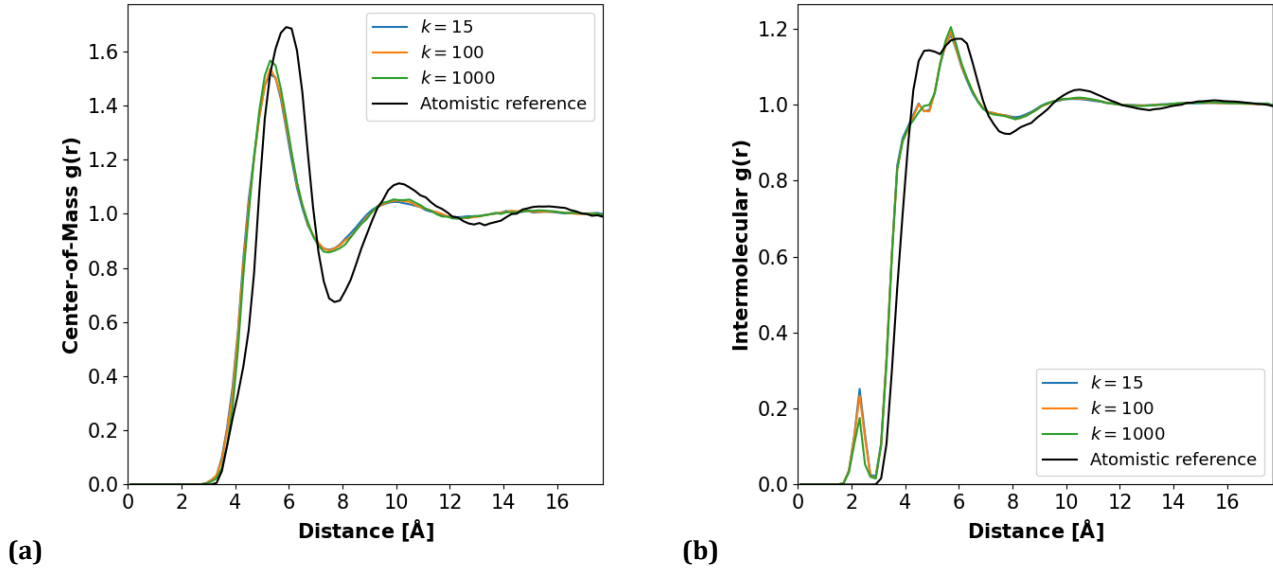 1.6
1.4
1.2
1.0
0.8
0.6
0.4
0.2
0.0
Center-of-Mass g(r)
k = 15
k = 100
k = 1000
Atomistic reference
0 2 4 6 8 10 12 14 16
Distance [Å]
(a)
1.2
1.0
0.8
0.6
0.4
0.2
0.0
Intermolecular g(r)
k = 15
k = 100
k = 1000
Atomistic reference
0 2 4 6 8 10 12 14 16
Distance [Å]
(b)